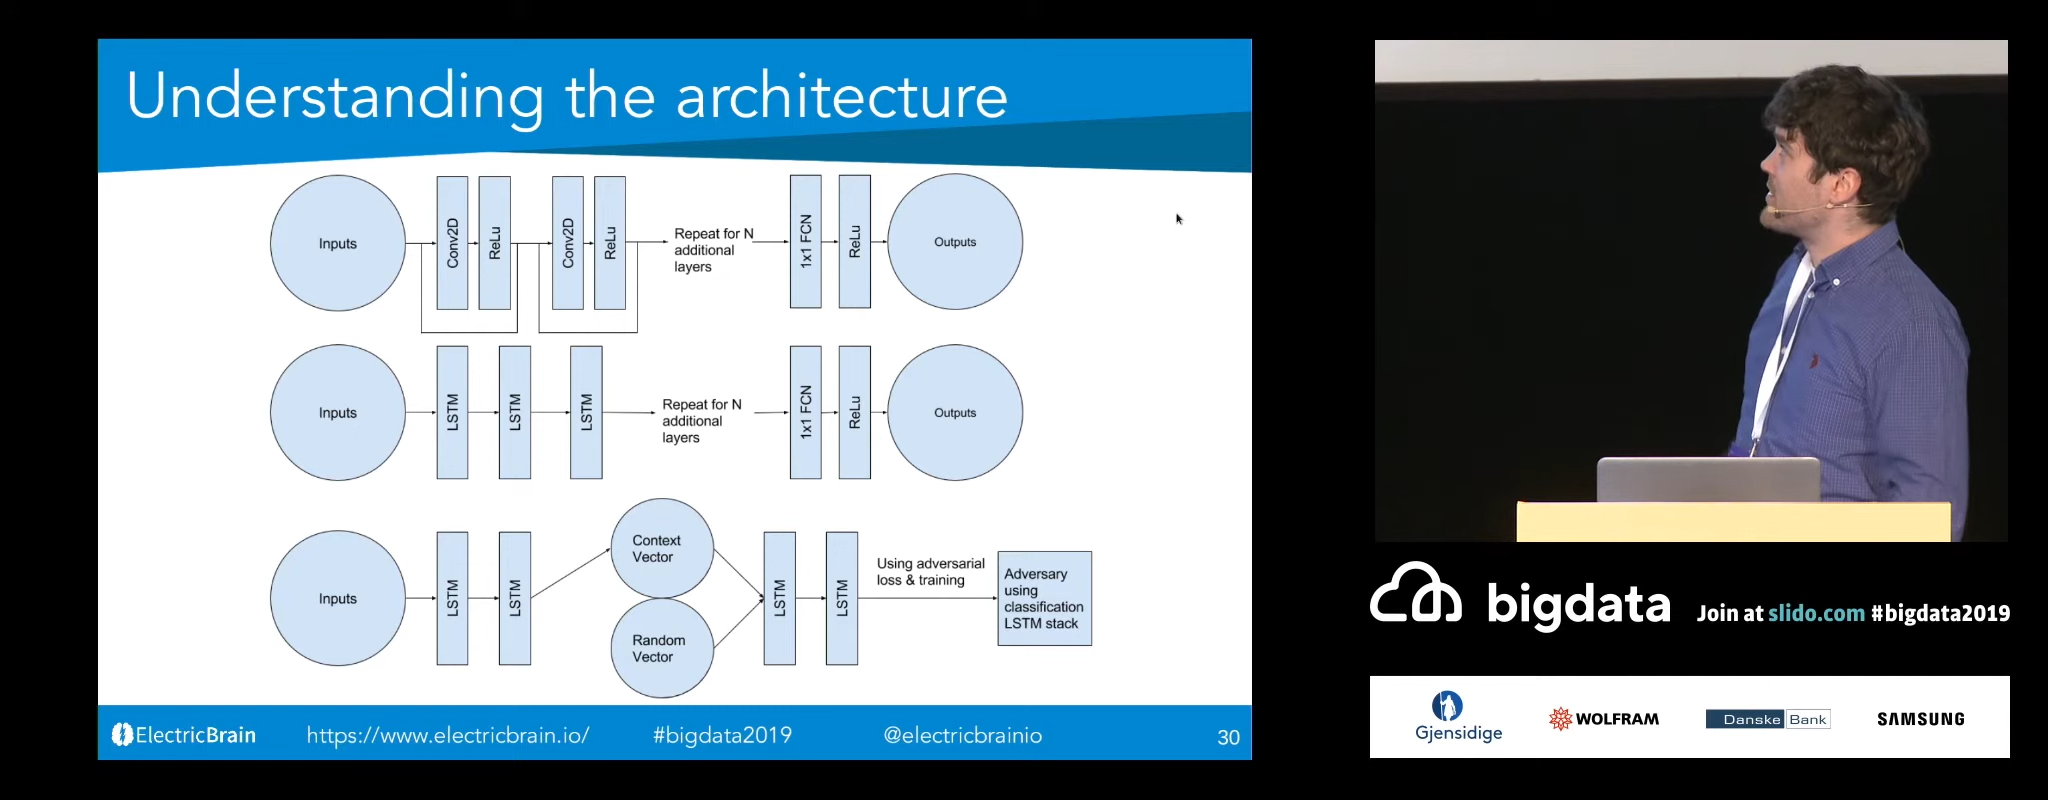 Understanding the architecture
Inputs
Conv2D
ReLu
Conv2D
ReLu
Repeat for N
additional
layers
1x1 FCN
ReLu
Outputs
Inputs
LSTM
LSTM
LSTM
Repeat for N
additional
layers
1x1 FCN
ReLu
Outputs
Inputs
LSTM
LSTM
Context
Vector
Random
Vector
LSTM
LSTM
Using adversarial
loss & training
Adversary
using
classification
LSTM stack
ElectricBrain
https://www.electricbrain.io/
#bigdata2019
@electricbrainio
30
bigdata
Join at slido.com #bigdata2019
Gjensidige
WOLFRAM
Danske Bank
SAMSUNG